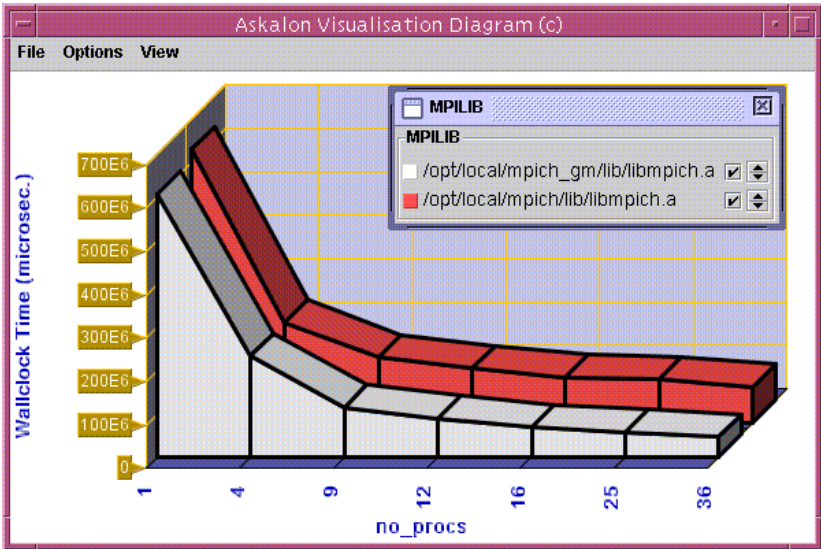 Askalon Visualisation Diagram (c)
File Options View
MPILIB
MPILIB
/opt/local/mpich_gm/lib/libmpich.a
/opt/local/mpich/lib/libmpich.a
Wallclock Time (microsec.)
700E6
600E6
500E6
400E6
300E6
200E6
100E6
0
1 4 9 12 16 25 36
no_procs